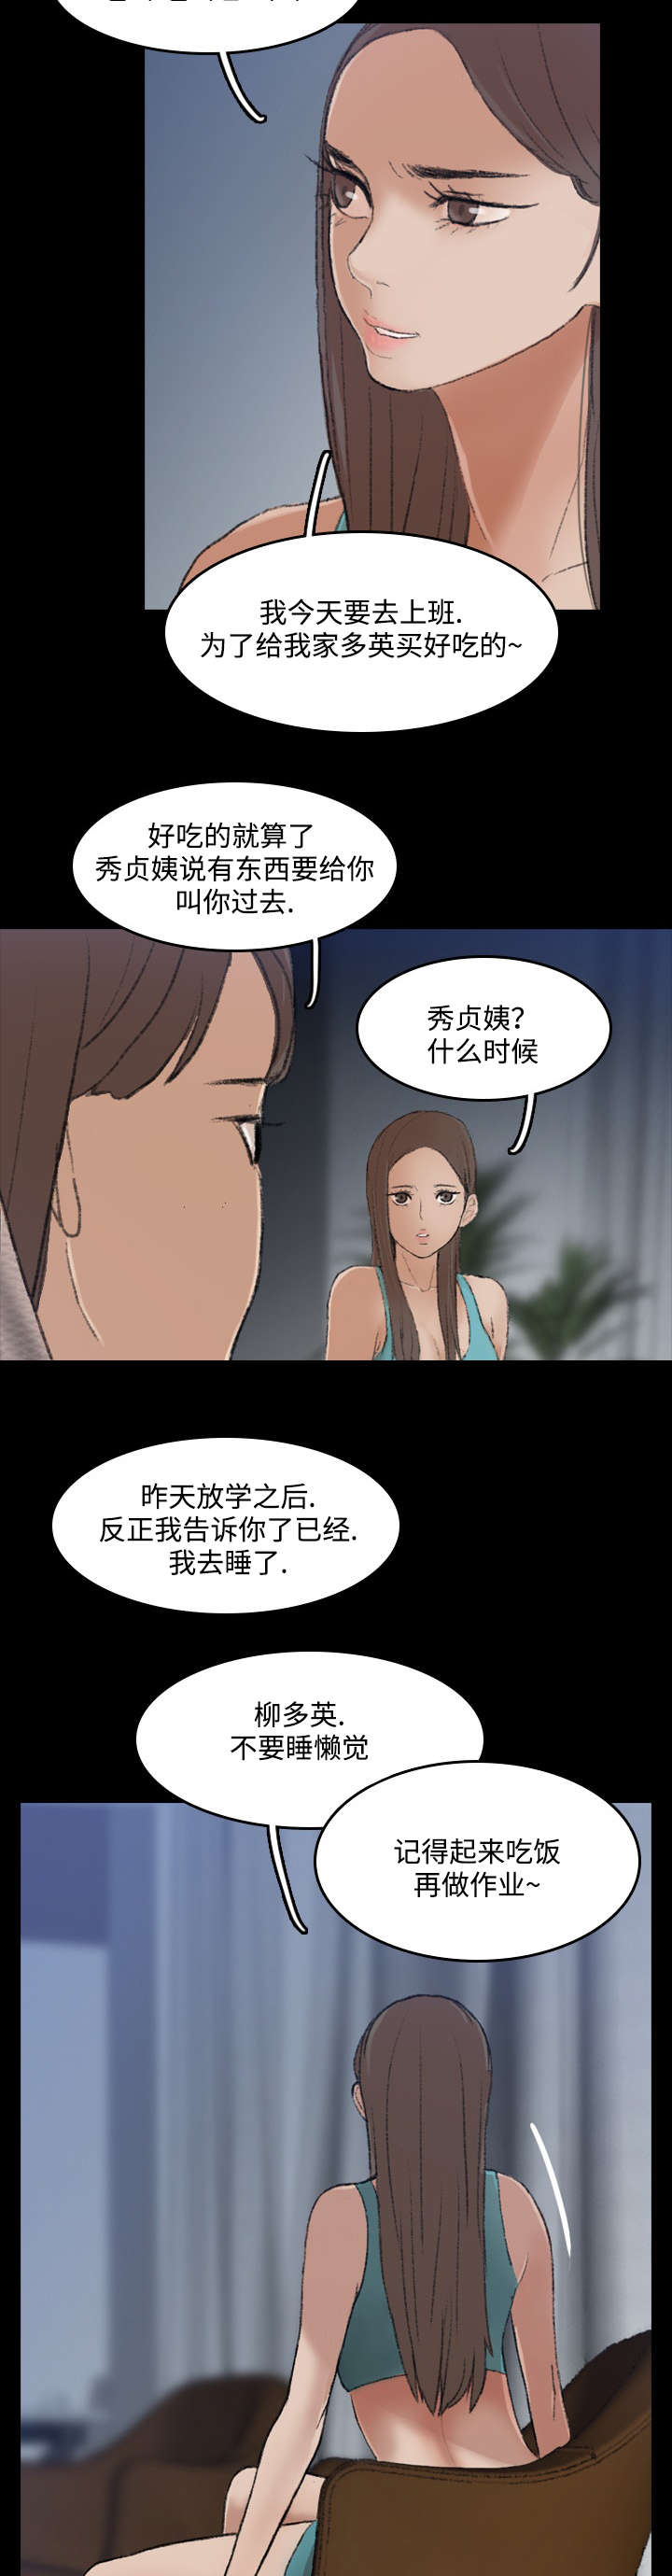 我今天要去上班.
为了给我家多英买好吃的~
好吃的就算了
秀贞姨说有东西要给你
叫你过去.
秀贞姨?
什么时候
昨天放学之后.
反正我告诉你了已经.
我去睡了.
柳多英.
不要睡懒觉
记得起来吃饭
再做作业~